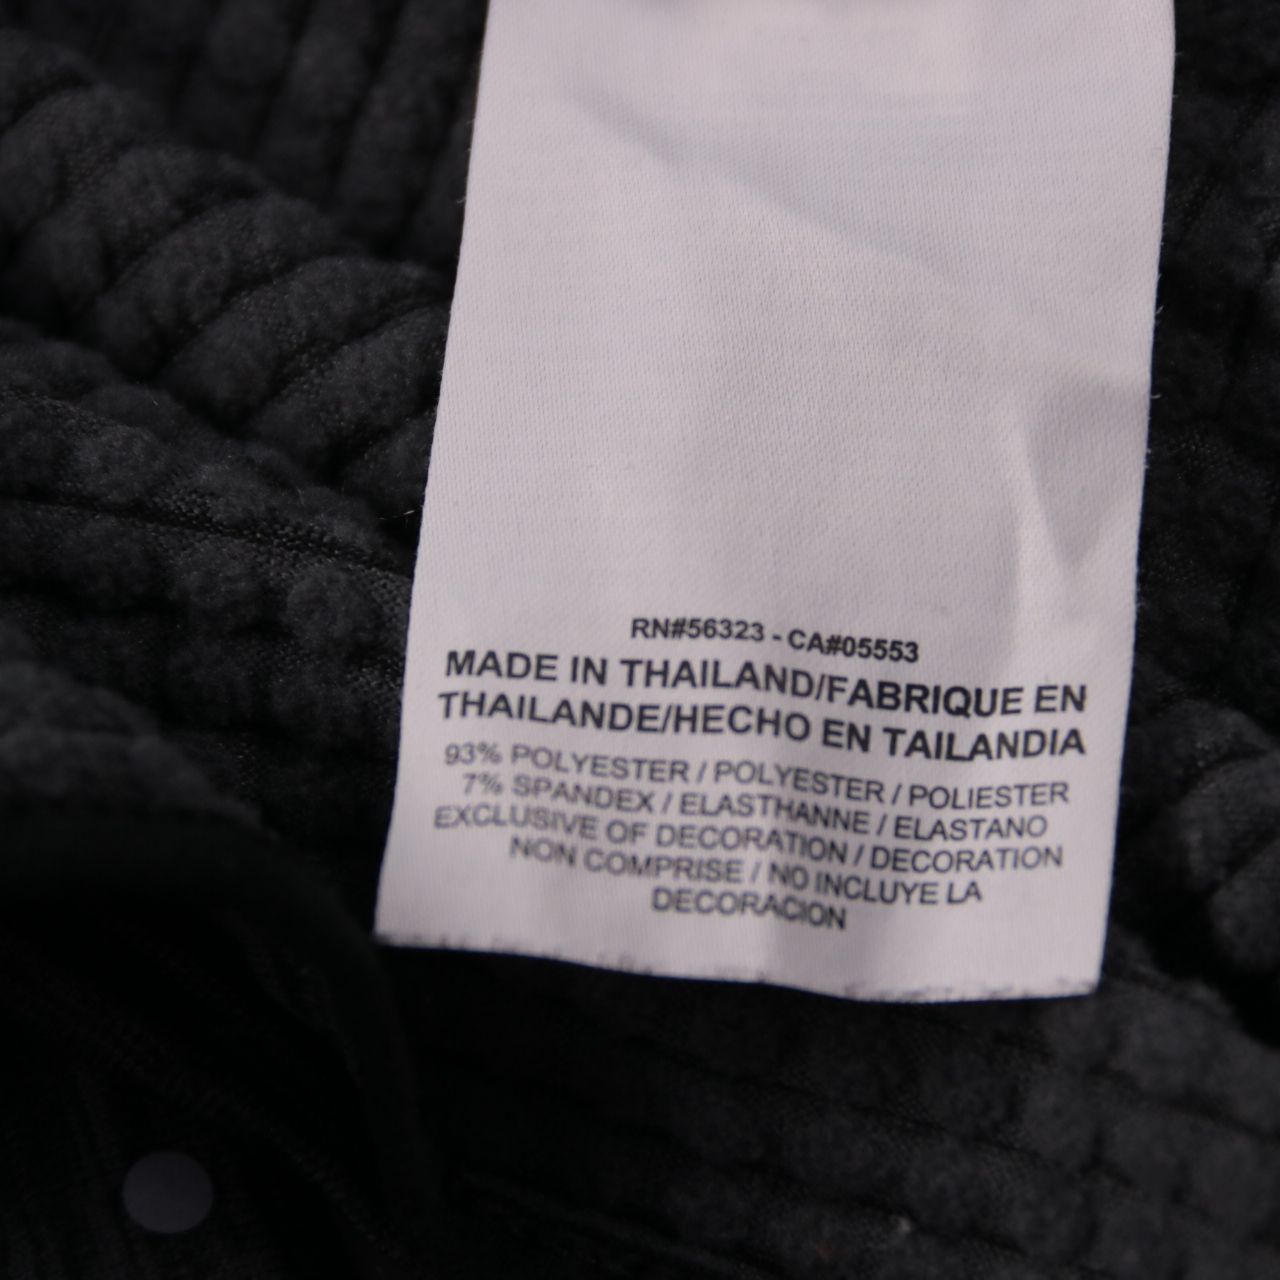 RN#56323 - CA#05553
MADE IN THAILAND/FABRIQUE EN
THAILANDE/HECHO EN TAILANDIA
93% POLYESTER / POLYESTER / POLIESTER
7% SPANDEX / ELASTHANNE / ELASTANO
EXCLUSIVE OF DECORATION / DECORATION
NON COMPRISE / NO INCLUYE LA
DECORACION